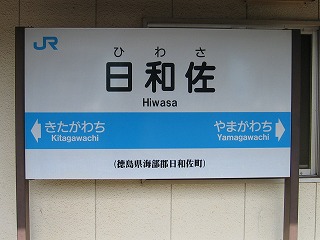 JR
ひわさ
日和佐
Hiwasa
きたがわち やまがわち
Kitagawachi Yamagawachi
(徳島県海部郡日和佐町)